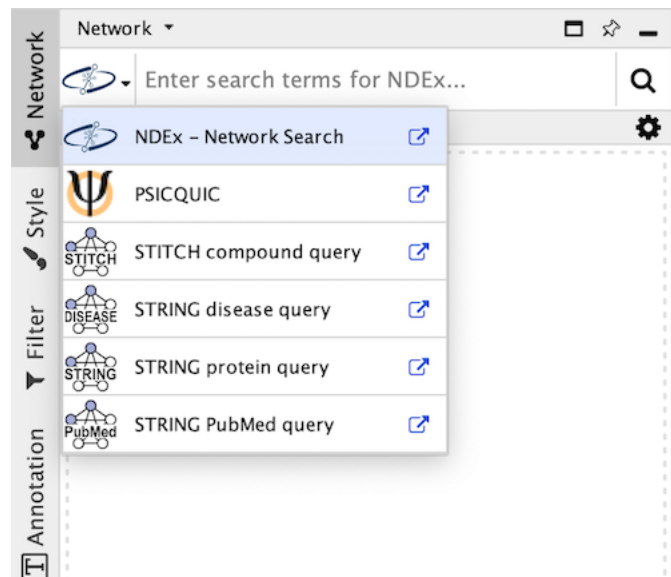 Network
Enter search terms for NDEx...
NDEx – Network Search
PSICQUIC
STITCH
STITCH compound query
DISEASE
STRING disease query
STRING
STRING protein query
PubMed
STRING PubMed query
Network
Style
Filter
Annotation
T